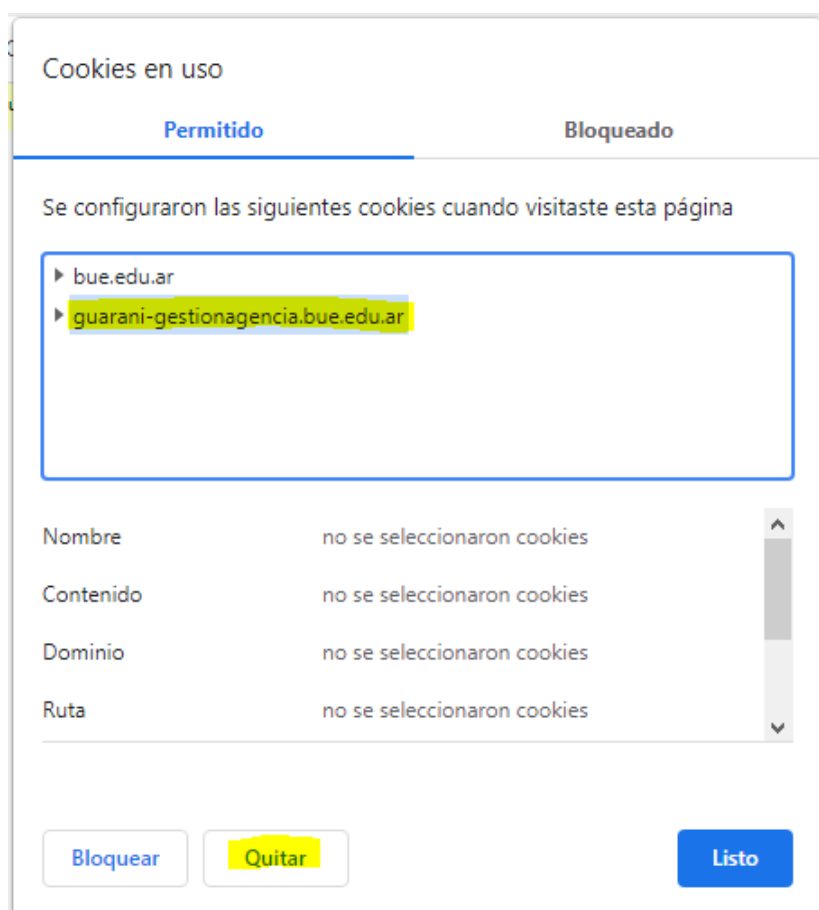 Cookies en uso
Permitido Bloqueado
Se configuraron las siguientes cookies cuando visitaste esta página
bue.edu.ar
guarani-gestionagencia.bue.edu.ar
Nombre no se seleccionaron cookies
Contenido no se seleccionaron cookies
Dominio no se seleccionaron cookies
Ruta no se seleccionaron cookies
Bloquear Quitar Listo